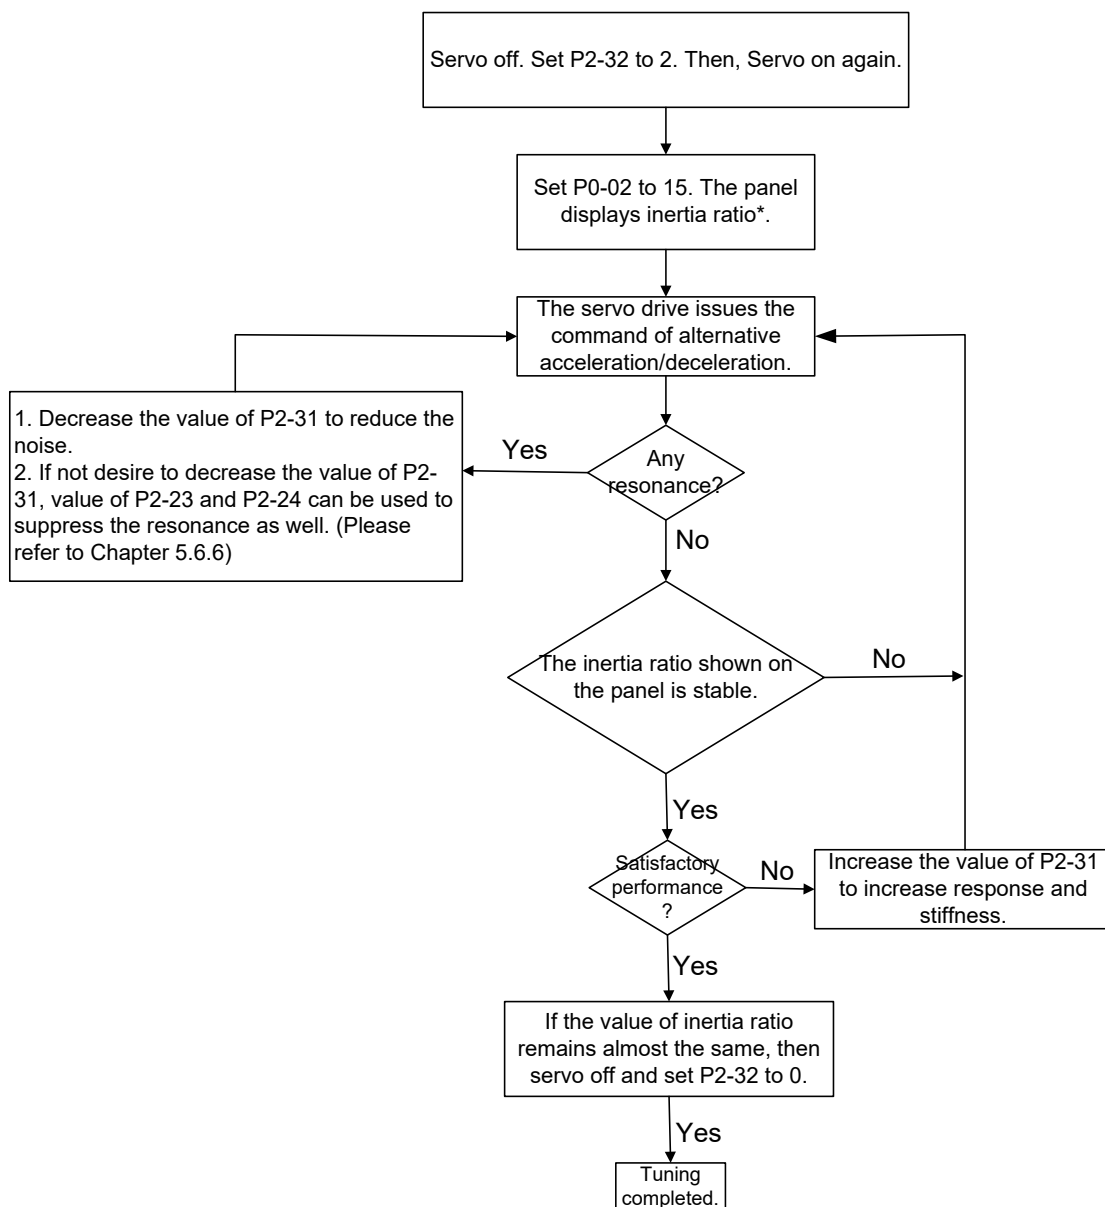 Servo off. Set P2-32 to 2. Then, Servo on again.
Set P0-02 to 15. The panel
displays inertia ratio*.
The servo drive issues the
command of alternative
acceleration/deceleration.
1. Decrease the value of P2-31 to reduce the
noise.
2. If not desire to decrease the value of P2-
31, value of P2-23 and P2-24 can be used to
suppress the resonance as well. (Please
refer to Chapter 5.6.6)
Yes
Any
resonance?
No
The inertia ratio shown on
the panel is stable.
No
Yes
Satisfactory
performance
?
No
Increase the value of P2-31
to increase response and
stiffness.
Yes
If the value of inertia ratio
remains almost the same, then
servo off and set P2-32 to 0.
Yes
Tuning
completed.